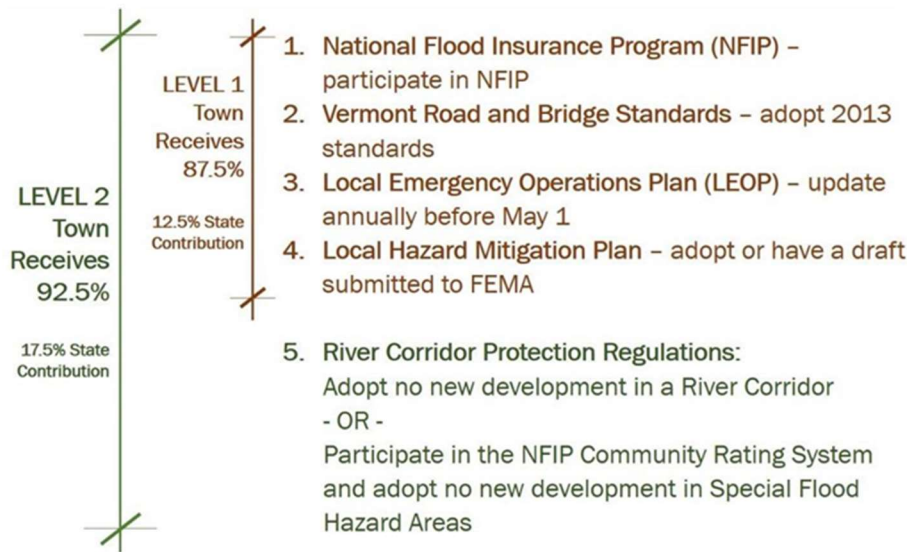 LEVEL 2
Town
Receives
92.5%
17.5% State
Contribution
LEVEL 1
Town
Receives
87.5%
12.5% State
Contribution
1. National Flood Insurance Program (NFIP) –
participate in NFIP
2. Vermont Road and Bridge Standards – adopt 2013
standards
3. Local Emergency Operations Plan (LEOP) – update
annually before May 1
4. Local Hazard Mitigation Plan – adopt or have a draft
submitted to FEMA
5. River Corridor Protection Regulations:
Adopt no new development in a River Corridor
- OR -
Participate in the NFIP Community Rating System
and adopt no new development in Special Flood
Hazard Areas